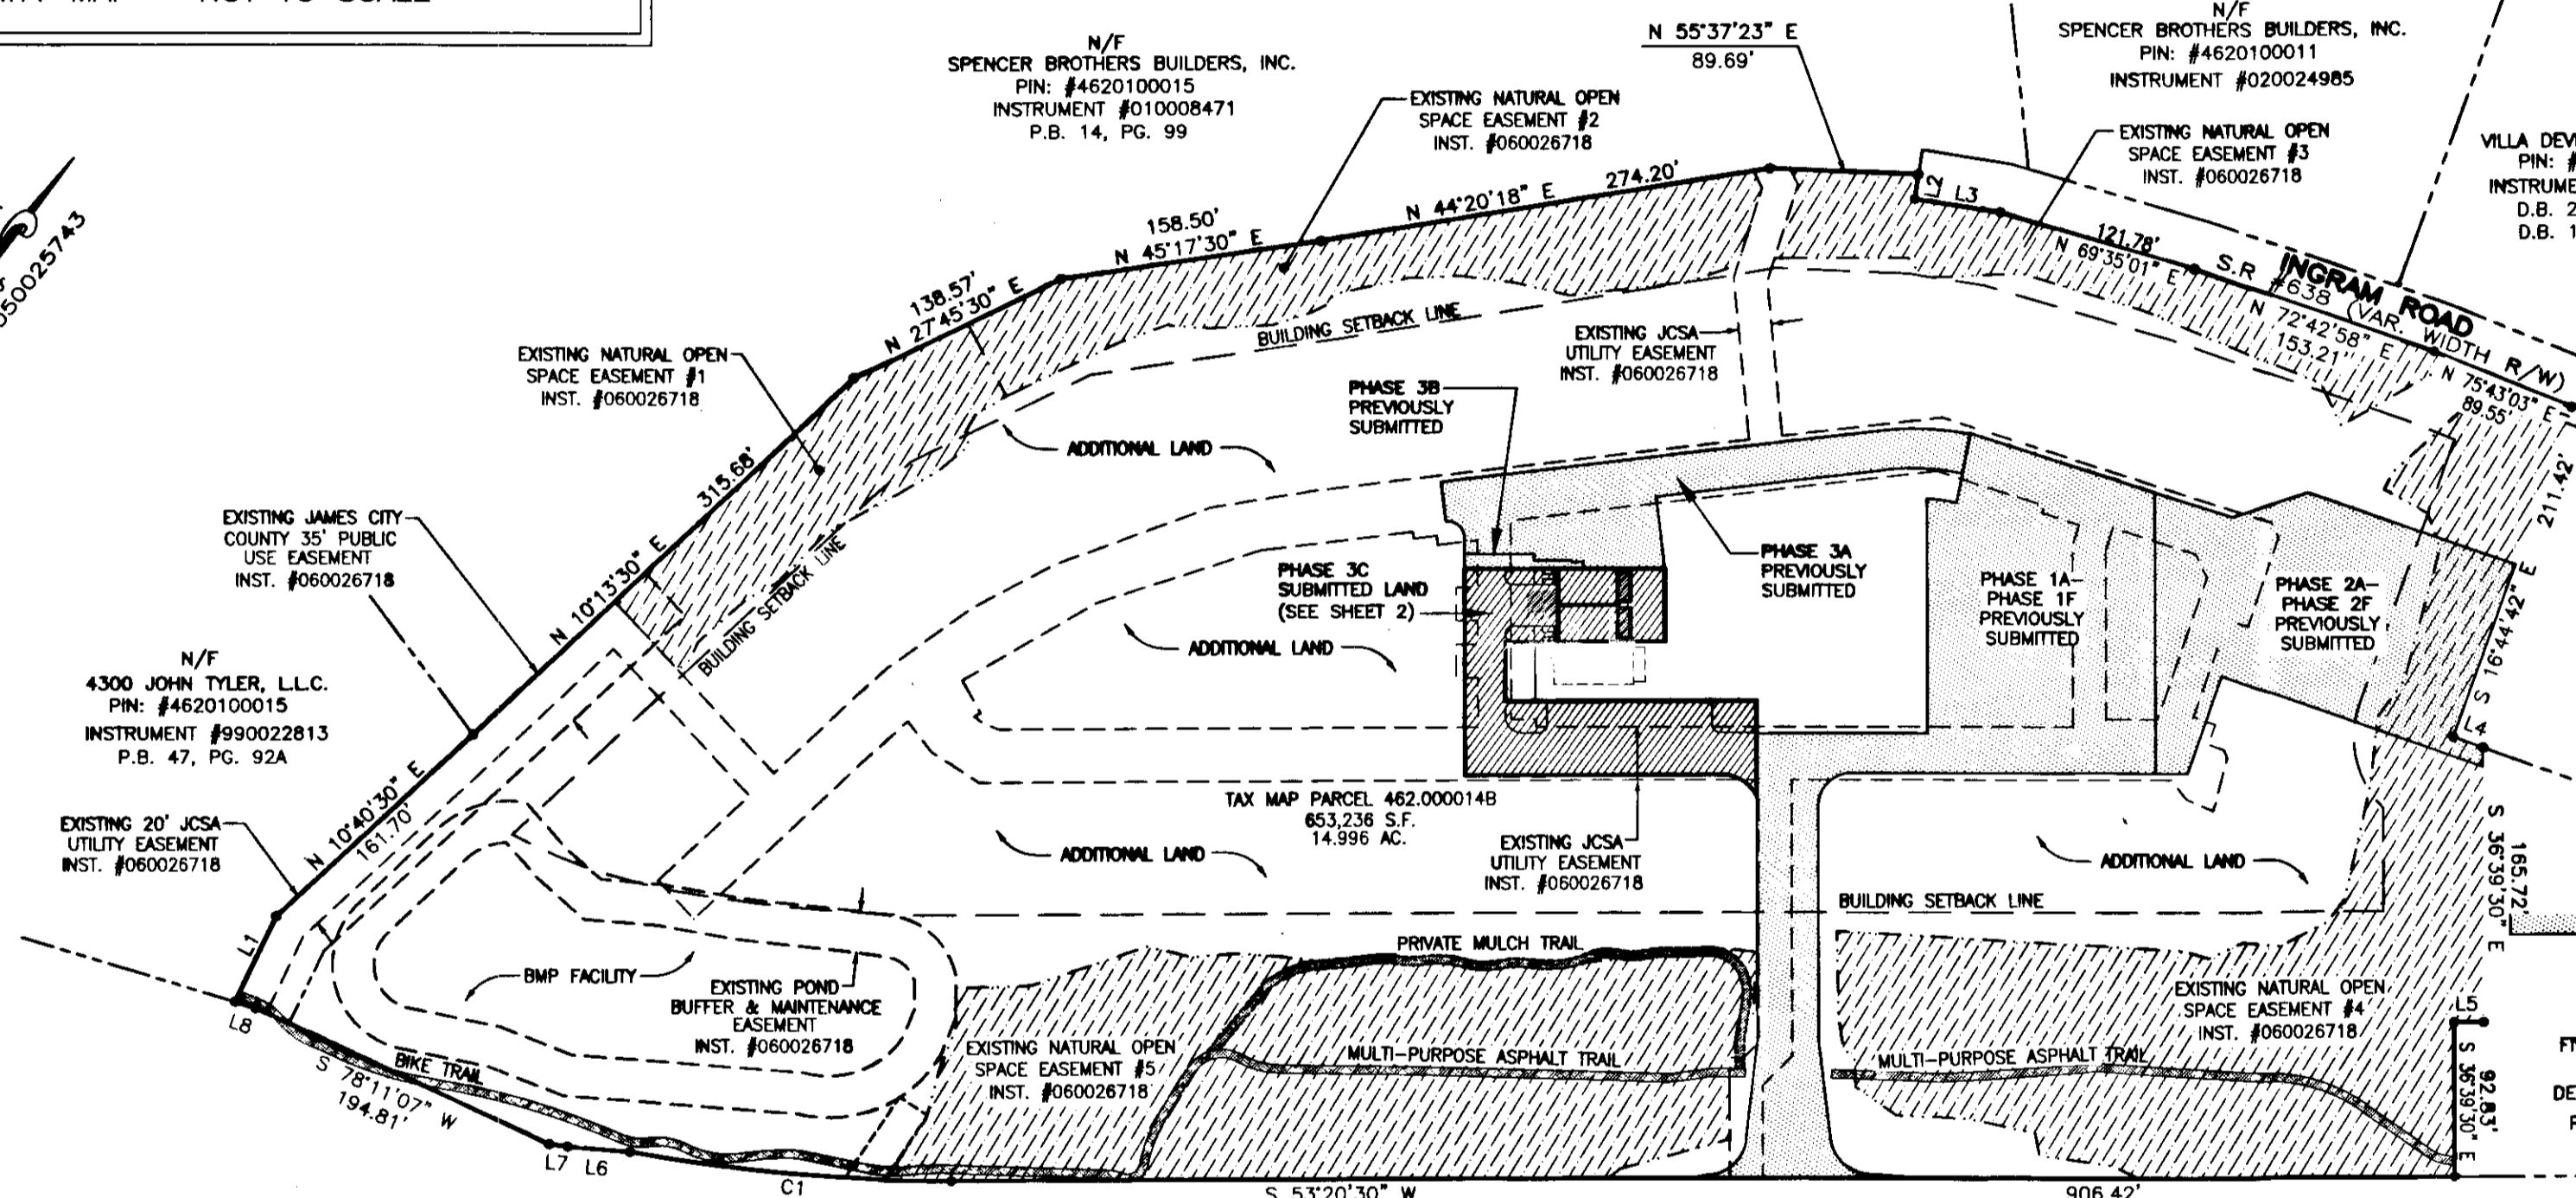 N/F
SPENCER BROTHERS BUILDERS, INC.
PIN: #4620100015
INSTRUMENT #010008471
P.B. 14, PG. 99
N 55°37'23" E
89.69'
N/F
SPENCER BROTHERS BUILDERS, INC.
PIN: #4620100011
INSTRUMENT #020024985
EXISTING NATURAL OPEN
SPACE EASEMENT #2
INST. #060026718
EXISTING NATURAL OPEN
SPACE EASEMENT #3
INST. #060026718
L2
L3
121.78'
N 69°35'01" E
S.R. #638 (VAR. WIDTH R/W)
INGRAM ROAD
N 72°42'58" E
153.21'
N 75°43'03" E
89.55'
274.20'
N 44°20'18" E
158.50'
N 45°17'30" E
138.57'
N 27°45'30" E
BUILDING SETBACK LINE
EXISTING JCSA
UTILITY EASEMENT
INST. #060026718
EXISTING NATURAL OPEN
SPACE EASEMENT #1
INST. #060026718
PHASE 3B
PREVIOUSLY
SUBMITTED
ADDITIONAL LAND
315.68'
N 10°13'30" E
BUILDING SETBACK LINE
EXISTING JAMES CITY
COUNTY 35' PUBLIC
USE EASEMENT
INST. #060026718
PHASE 3C
SUBMITTED LAND
(SEE SHEET 2)
PHASE 3A
PREVIOUSLY
SUBMITTED
PHASE 1A-
PHASE 1F
PREVIOUSLY
SUBMITTED
PHASE 2A-
PHASE 2F
PREVIOUSLY
SUBMITTED
211.42'
S 16°44'42" E
L4
ADDITIONAL LAND
N/F
4300 JOHN TYLER, L.L.C.
PIN: #4620100015
INSTRUMENT #990022813
P.B. 47, PG. 92A
N 10°40'30" E
161.70'
EXISTING 20' JCSA
UTILITY EASEMENT
INST. #060026718
TAX MAP PARCEL 462.000014B
653,236 S.F.
14.996 AC.
EXISTING JCSA
UTILITY EASEMENT
INST. #060026718
ADDITIONAL LAND
ADDITIONAL LAND
S 36°39'30" E
165.72'
BUILDING SETBACK LINE
L1
BMP FACILITY
EXISTING POND
BUFFER & MAINTENANCE
EASEMENT
INST. #060026718
PRIVATE MULCH TRAIL
EXISTING NATURAL OPEN
SPACE EASEMENT #4
INST. #060026718
L5
L8
BIKE TRAIL
S 78°11'07" W
194.81'
EXISTING NATURAL OPEN
SPACE EASEMENT #5
INST. #060026718
MULTI-PURPOSE ASPHALT TRAIL
MULTI-PURPOSE ASPHALT TRAIL
S 36°39'30" E
92.83'
L7
L6
C1
S 53°20'30" W
906.42'